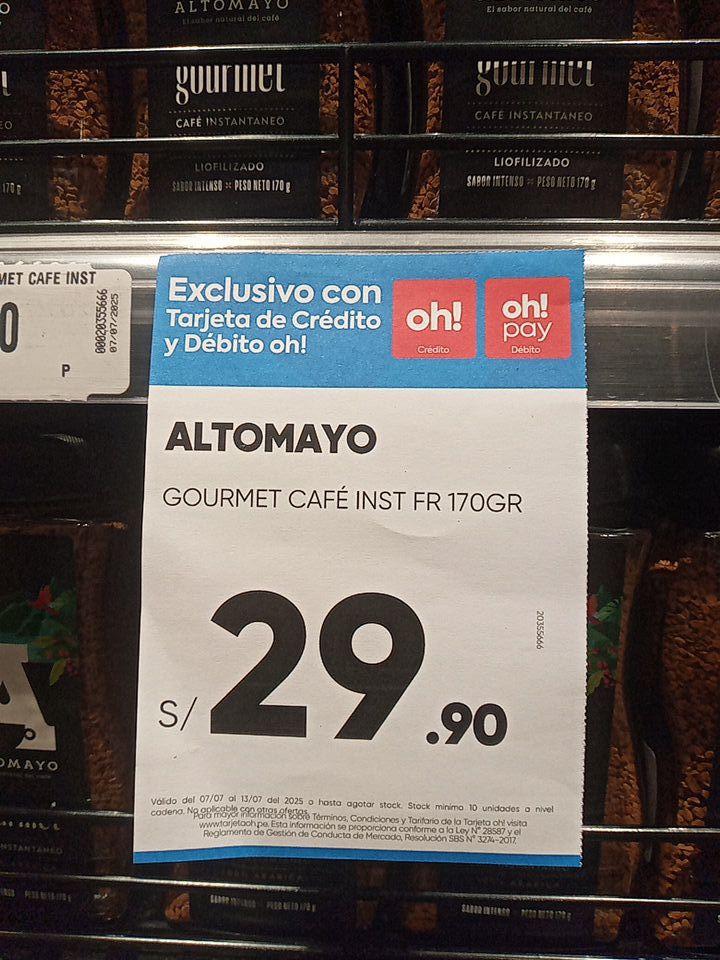 ALTOMAYO
El sabor natural del café
El sabor natural del café
gourmet
gourmet
CAFÉ INSTANTANEO
CAFÉ INSTANTANEO
LIOFILIZADO
LIOFILIZADO
170 g
SABOR INTENSO PESO NETO 170 g
SABOR INTENSO PESO NETO 170 g
MET CAFE INST
0
P
00020355666
07/07/2025
Exclusivo con
Tarjeta de Crédito
y Débito oh!
oh!
Crédito
oh!
pay
Débito
ALTOMAYO
GOURMET CAFÉ INST FR 170GR
S/29.90
20355666
Válido del 07/07 al 13/07 del 2025 o hasta agotar stock. Stock mínimo 10 unidades a nivel
cadena. No aplicable con otras ofertas.
Para mayor información sobre Términos, Condiciones y Tarifario de la Tarjeta oh! visita
www.tarjetaoh.pe. Esta información se proporciona conforme a la Ley N° 28587 y el
Reglamento de Gestión de Conducta de Mercado, Resolución SBS N° 3274-2017.
OMAYO
NSTANTANEO
PESO NETO 170 g
SABOR INTENSO PESO NETO 170 g
SABOR INTENSO PESO NETO 170 g